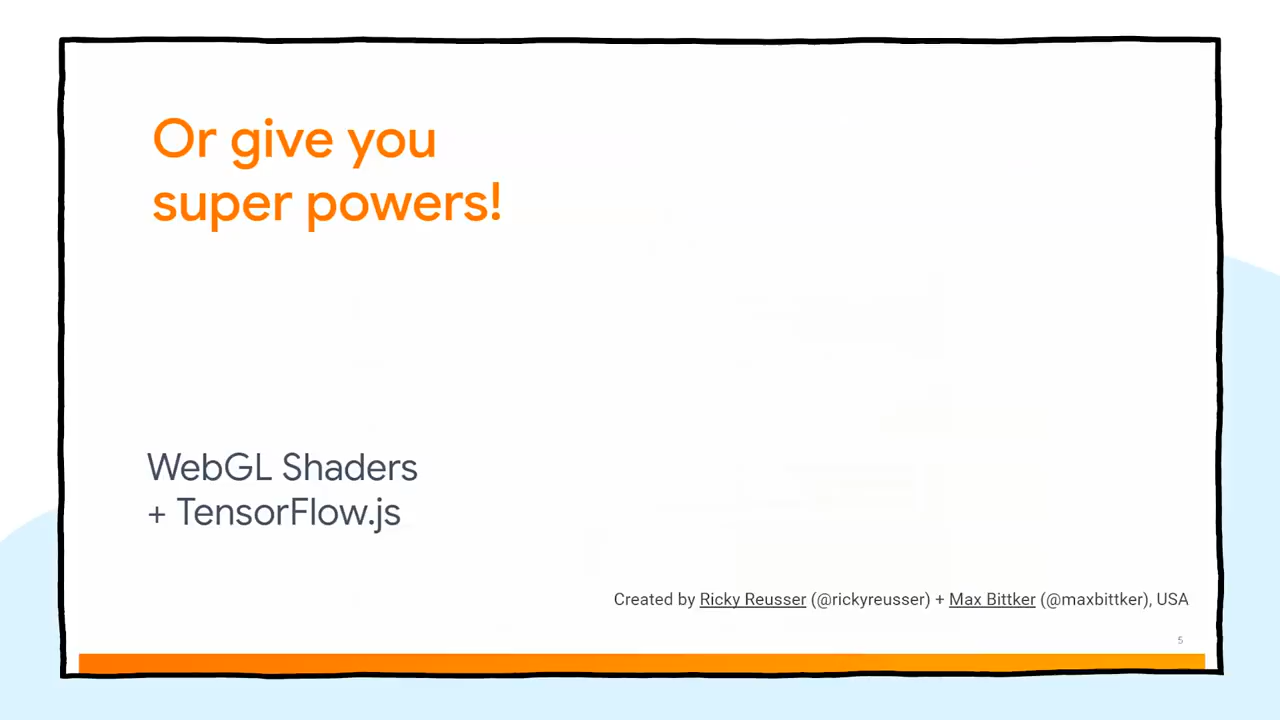 Or give you
super powers!
WebGL Shaders
+ TensorFlow.js
Created by Ricky Reusser (@rickyreusser) + Max Bittker (@maxbittker), USA
5